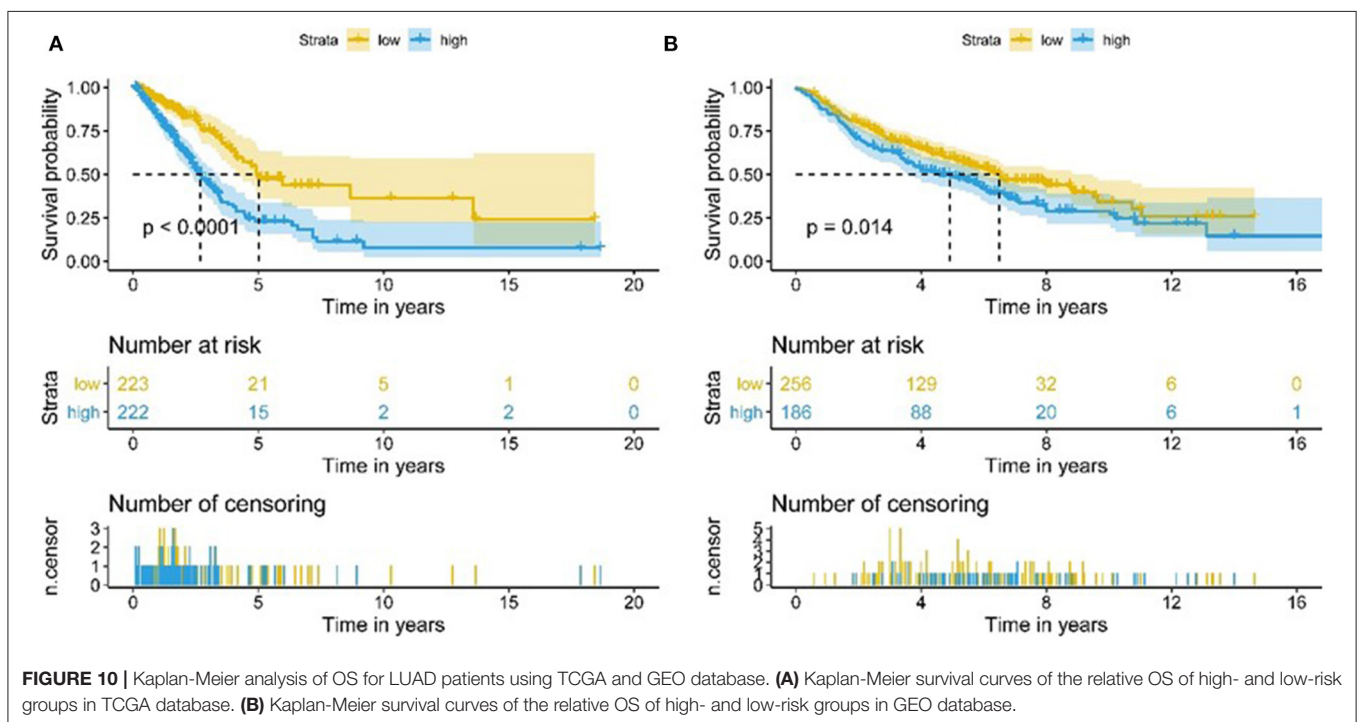 A
Strata low high
Survival probability
1.00
0.75
0.50
0.25
0.00
p < 0.0001
0 5 10 15 20
Time in years
Number at risk
Strata
low 223 21 5 1 0
high 222 15 2 2 0
0 5 10 15 20
Time in years
Number of censoring
n.censor
3
2
1
0
0 5 10 15 20
Time in years
B
Strata low high
Survival probability
1.00
0.75
0.50
0.25
0.00
p = 0.014
0 4 8 12 16
Time in years
Number at risk
Strata
low 256 129 32 6 0
high 186 88 20 6 1
0 4 8 12 16
Time in years
Number of censoring
n.censor
5
4
3
2
1
0
0 4 8 12 16
Time in years
FIGURE 10 | Kaplan-Meier analysis of OS for LUAD patients using TCGA and GEO database. (A) Kaplan-Meier survival curves of the relative OS of high- and low-risk
groups in TCGA database. (B) Kaplan-Meier survival curves of the relative OS of high- and low-risk groups in GEO database.